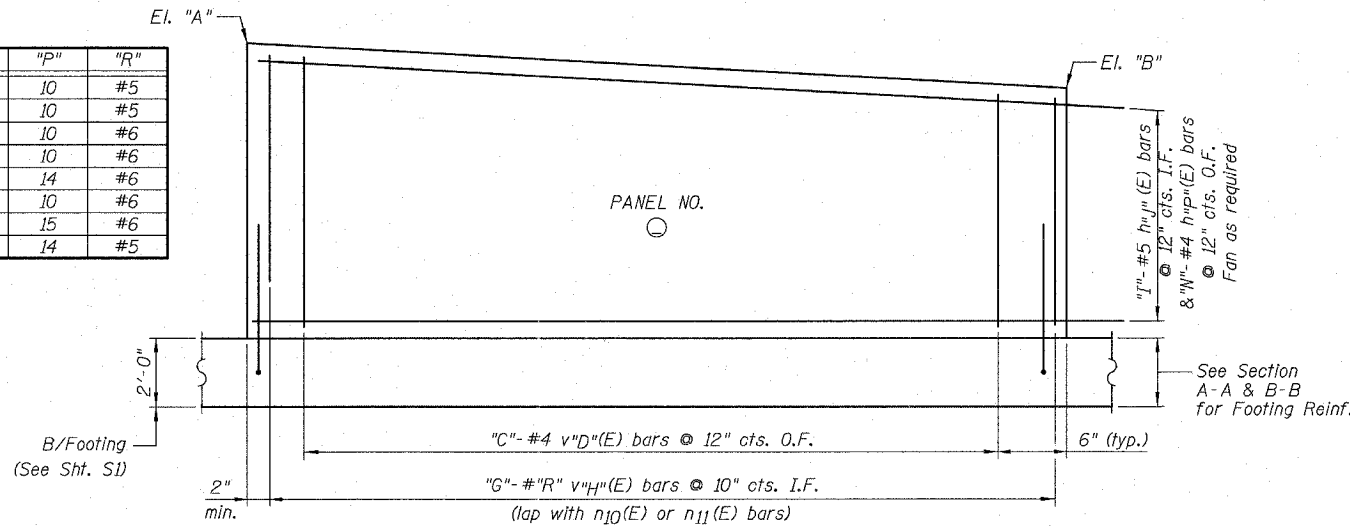 El. "A"
"P" "R"
10 #5
10 #5
10 #6
10 #6
14 #6
10 #6
15 #6
14 #5
El. "B"
PANEL NO.
"I"-#5 h"J"(E) bars
@ 12" cts. I.F.
&"N"-#4 h"P"(E) bars
@ 12" cts. O.F.
Fan as required
2'-0"
See Section
A-A & B-B
for Footing Reinf.
B/Footing
(See Sht. S1)
"C"-#4 v"D"(E) bars @ 12" cts. O.F.
6" (typ.)
2"
min.
"G"-#"R" v"H"(E) bars @ 10" cts. I.F.
(lap with n10(E) or n11(E) bars)